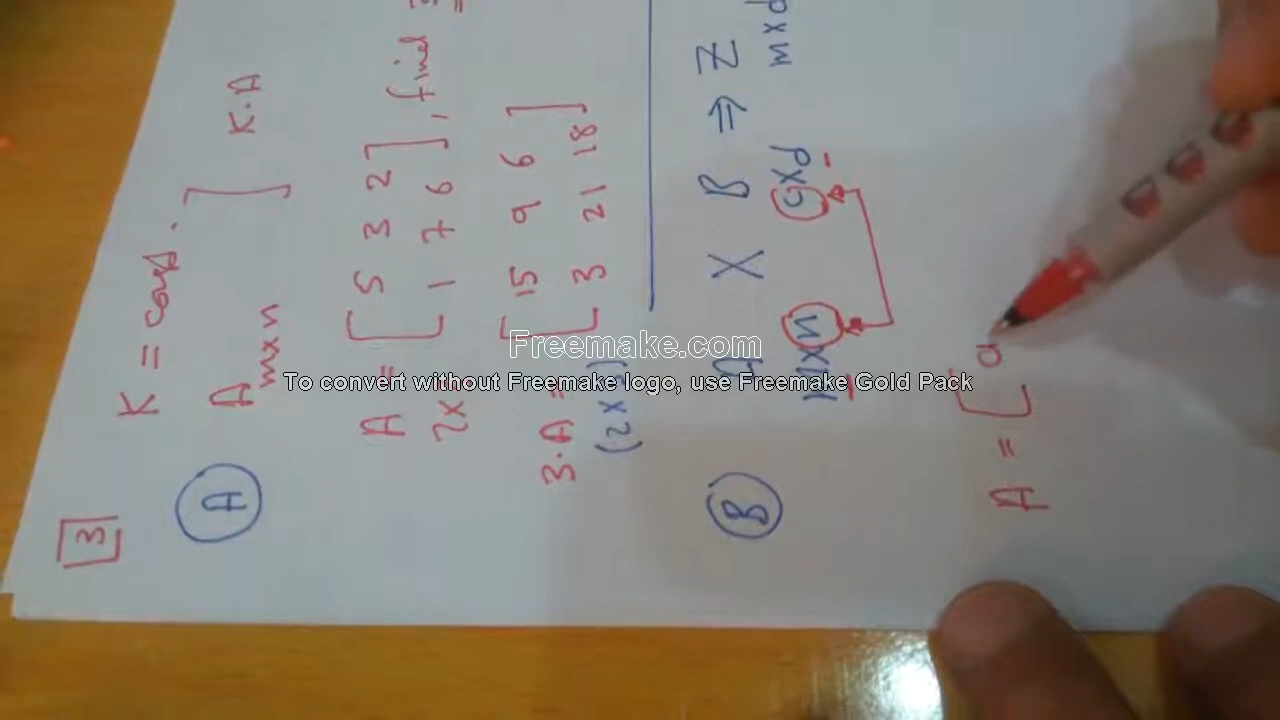 [3]
K = const.
(A) A ] K.A
m×n
A = [ 5 3 2 ] , find 3
2× [ 1 7 6 ]
3.A = [ 15 9 6 ]
(2×3) [ 3 21 18 ]
(B) A X B ⇒ Z
m×n g×p m×p
A = [ a
Freemake.com
To convert without Freemake logo, use Freemake Gold Pack